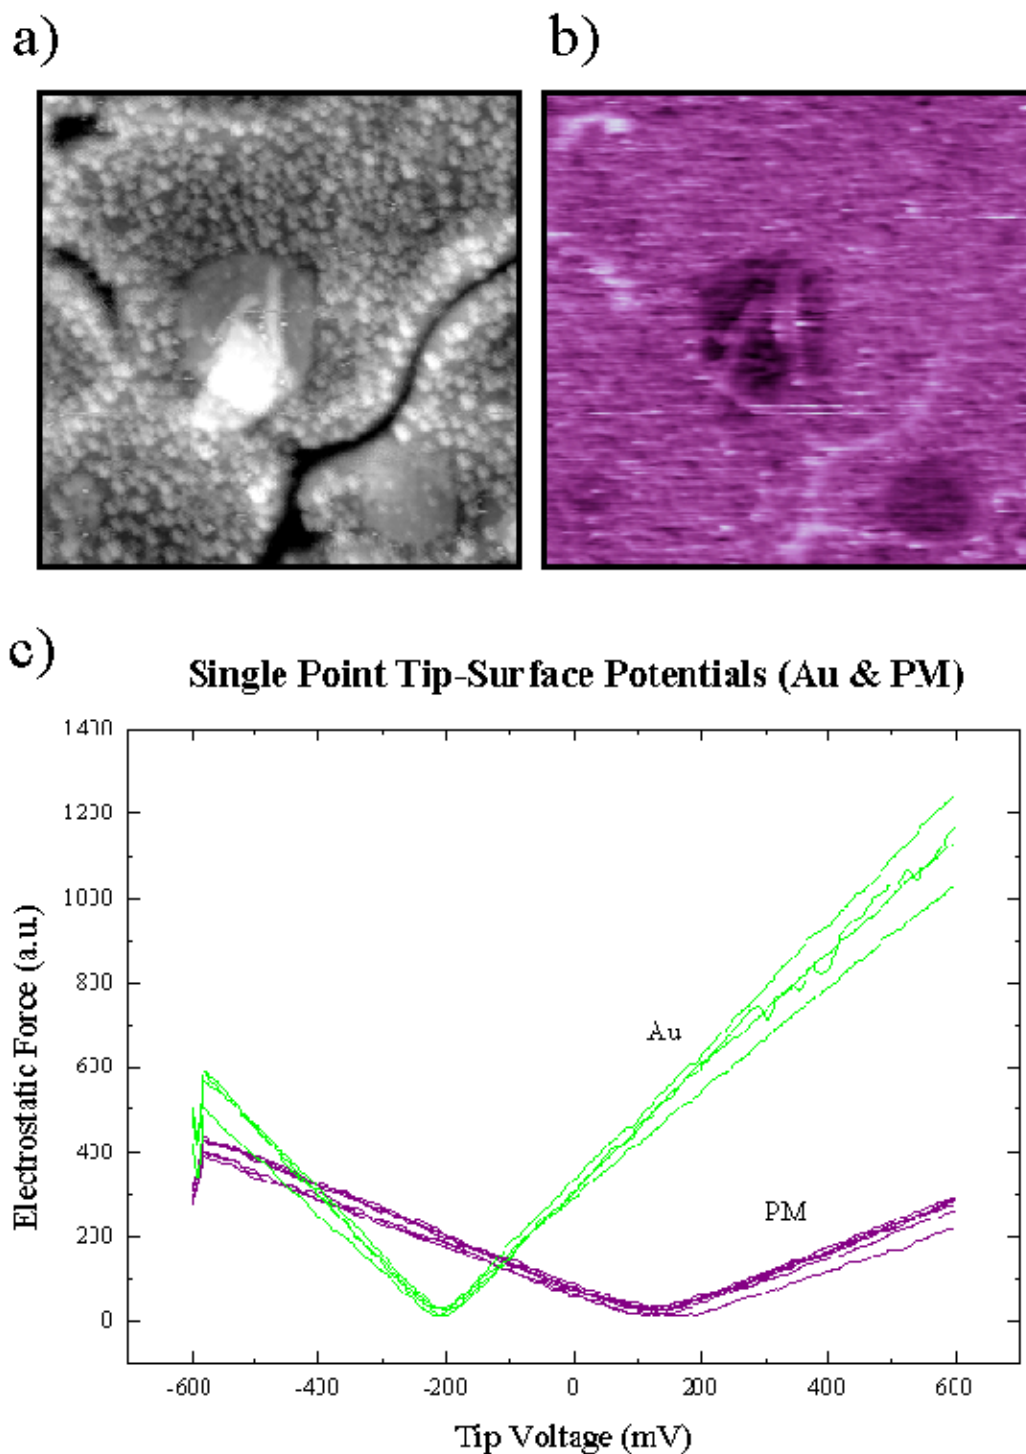 a)
b)
c)
Single Point Tip-Surface Potentials (Au & PM)
1400
1200
1000
800
600
400
200
0
Electrostatic Force (a.u.)
Au
PM
-600 -400 -200 0 200 400 600
Tip Voltage (mV)